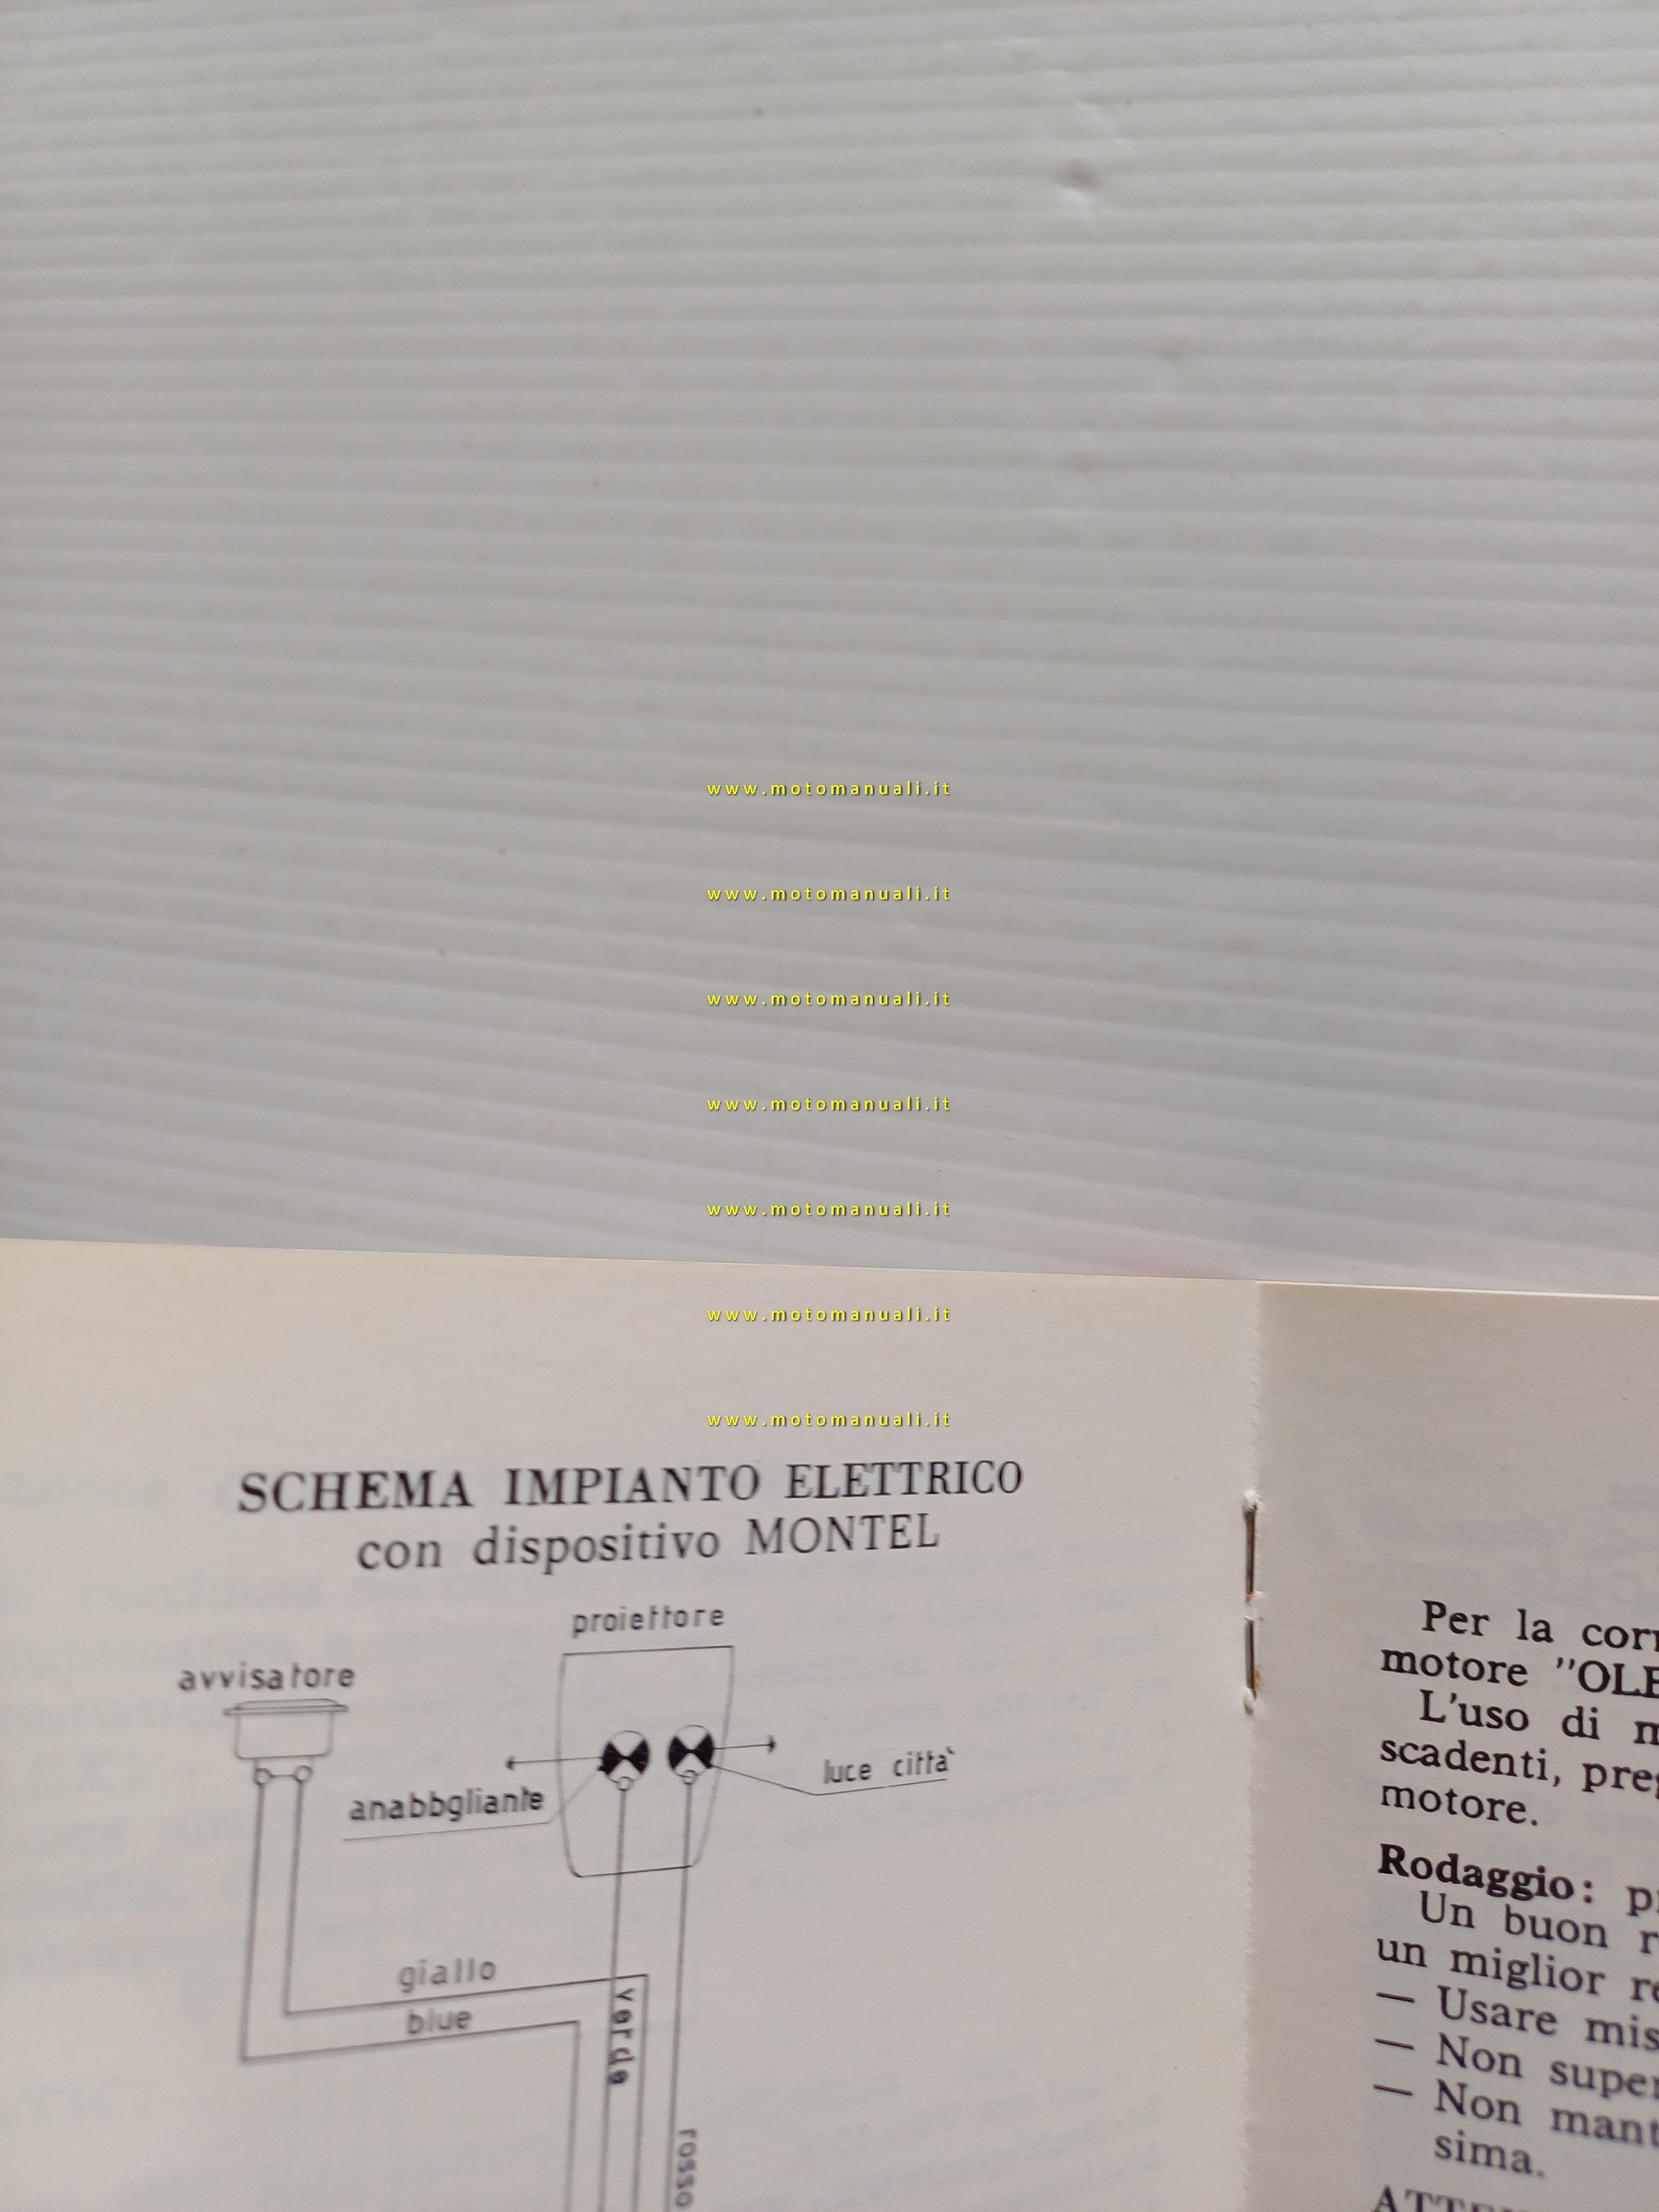 www.motomanuali.it
www.motomanuali.it
www.motomanuali.it
www.motomanuali.it
www.motomanuali.it
www.motomanuali.it
www.motomanuali.it
SCHEMA IMPIANTO ELETTRICO
con dispositivo MONTEL
proiettore
avvisatore
anabbgliante
luce citta'
giallo
blue
verde
rosso
Per la
motore "OLE
L'uso di
scadenti,
motore.
Rodaggio:
Un buon
un miglior
— Usare
— Non
— Non
sima.